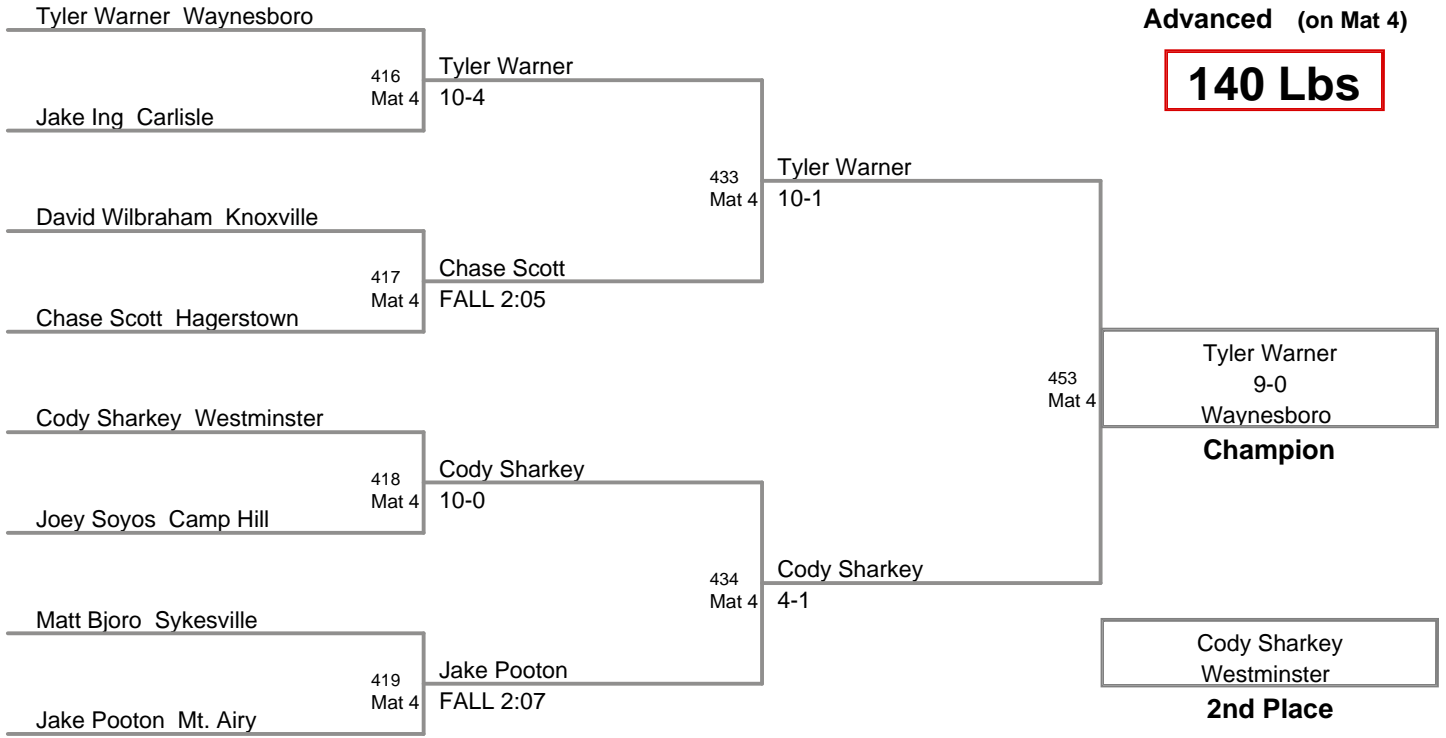 Tyler Warner  Waynesboro
Advanced   (on Mat 4)
140 Lbs
416
Mat 4
Tyler Warner
10-4
Jake Ing  Carlisle
433
Mat 4
Tyler Warner
10-1
David Wilbraham  Knoxville
417
Mat 4
Chase Scott
FALL 2:05
Chase Scott  Hagerstown
453
Mat 4
Tyler Warner
9-0
Waynesboro
Champion
Cody Sharkey  Westminster
418
Mat 4
Cody Sharkey
10-0
Joey Soyos  Camp Hill
434
Mat 4
Cody Sharkey
4-1
Matt Bjoro  Sykesville
419
Mat 4
Jake Pooton
FALL 2:07
Jake Pooton  Mt. Airy
Cody Sharkey
Westminster
2nd Place